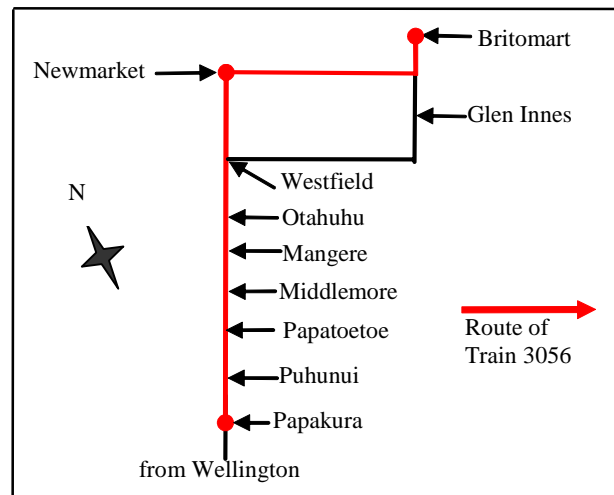 Britomart
Newmarket
Glen Innes
Westfield
N
Otahuhu
Mangere
Middlemore
Papatoetoe
Route of
Train 3056
Puhunui
Papakura
from Wellington